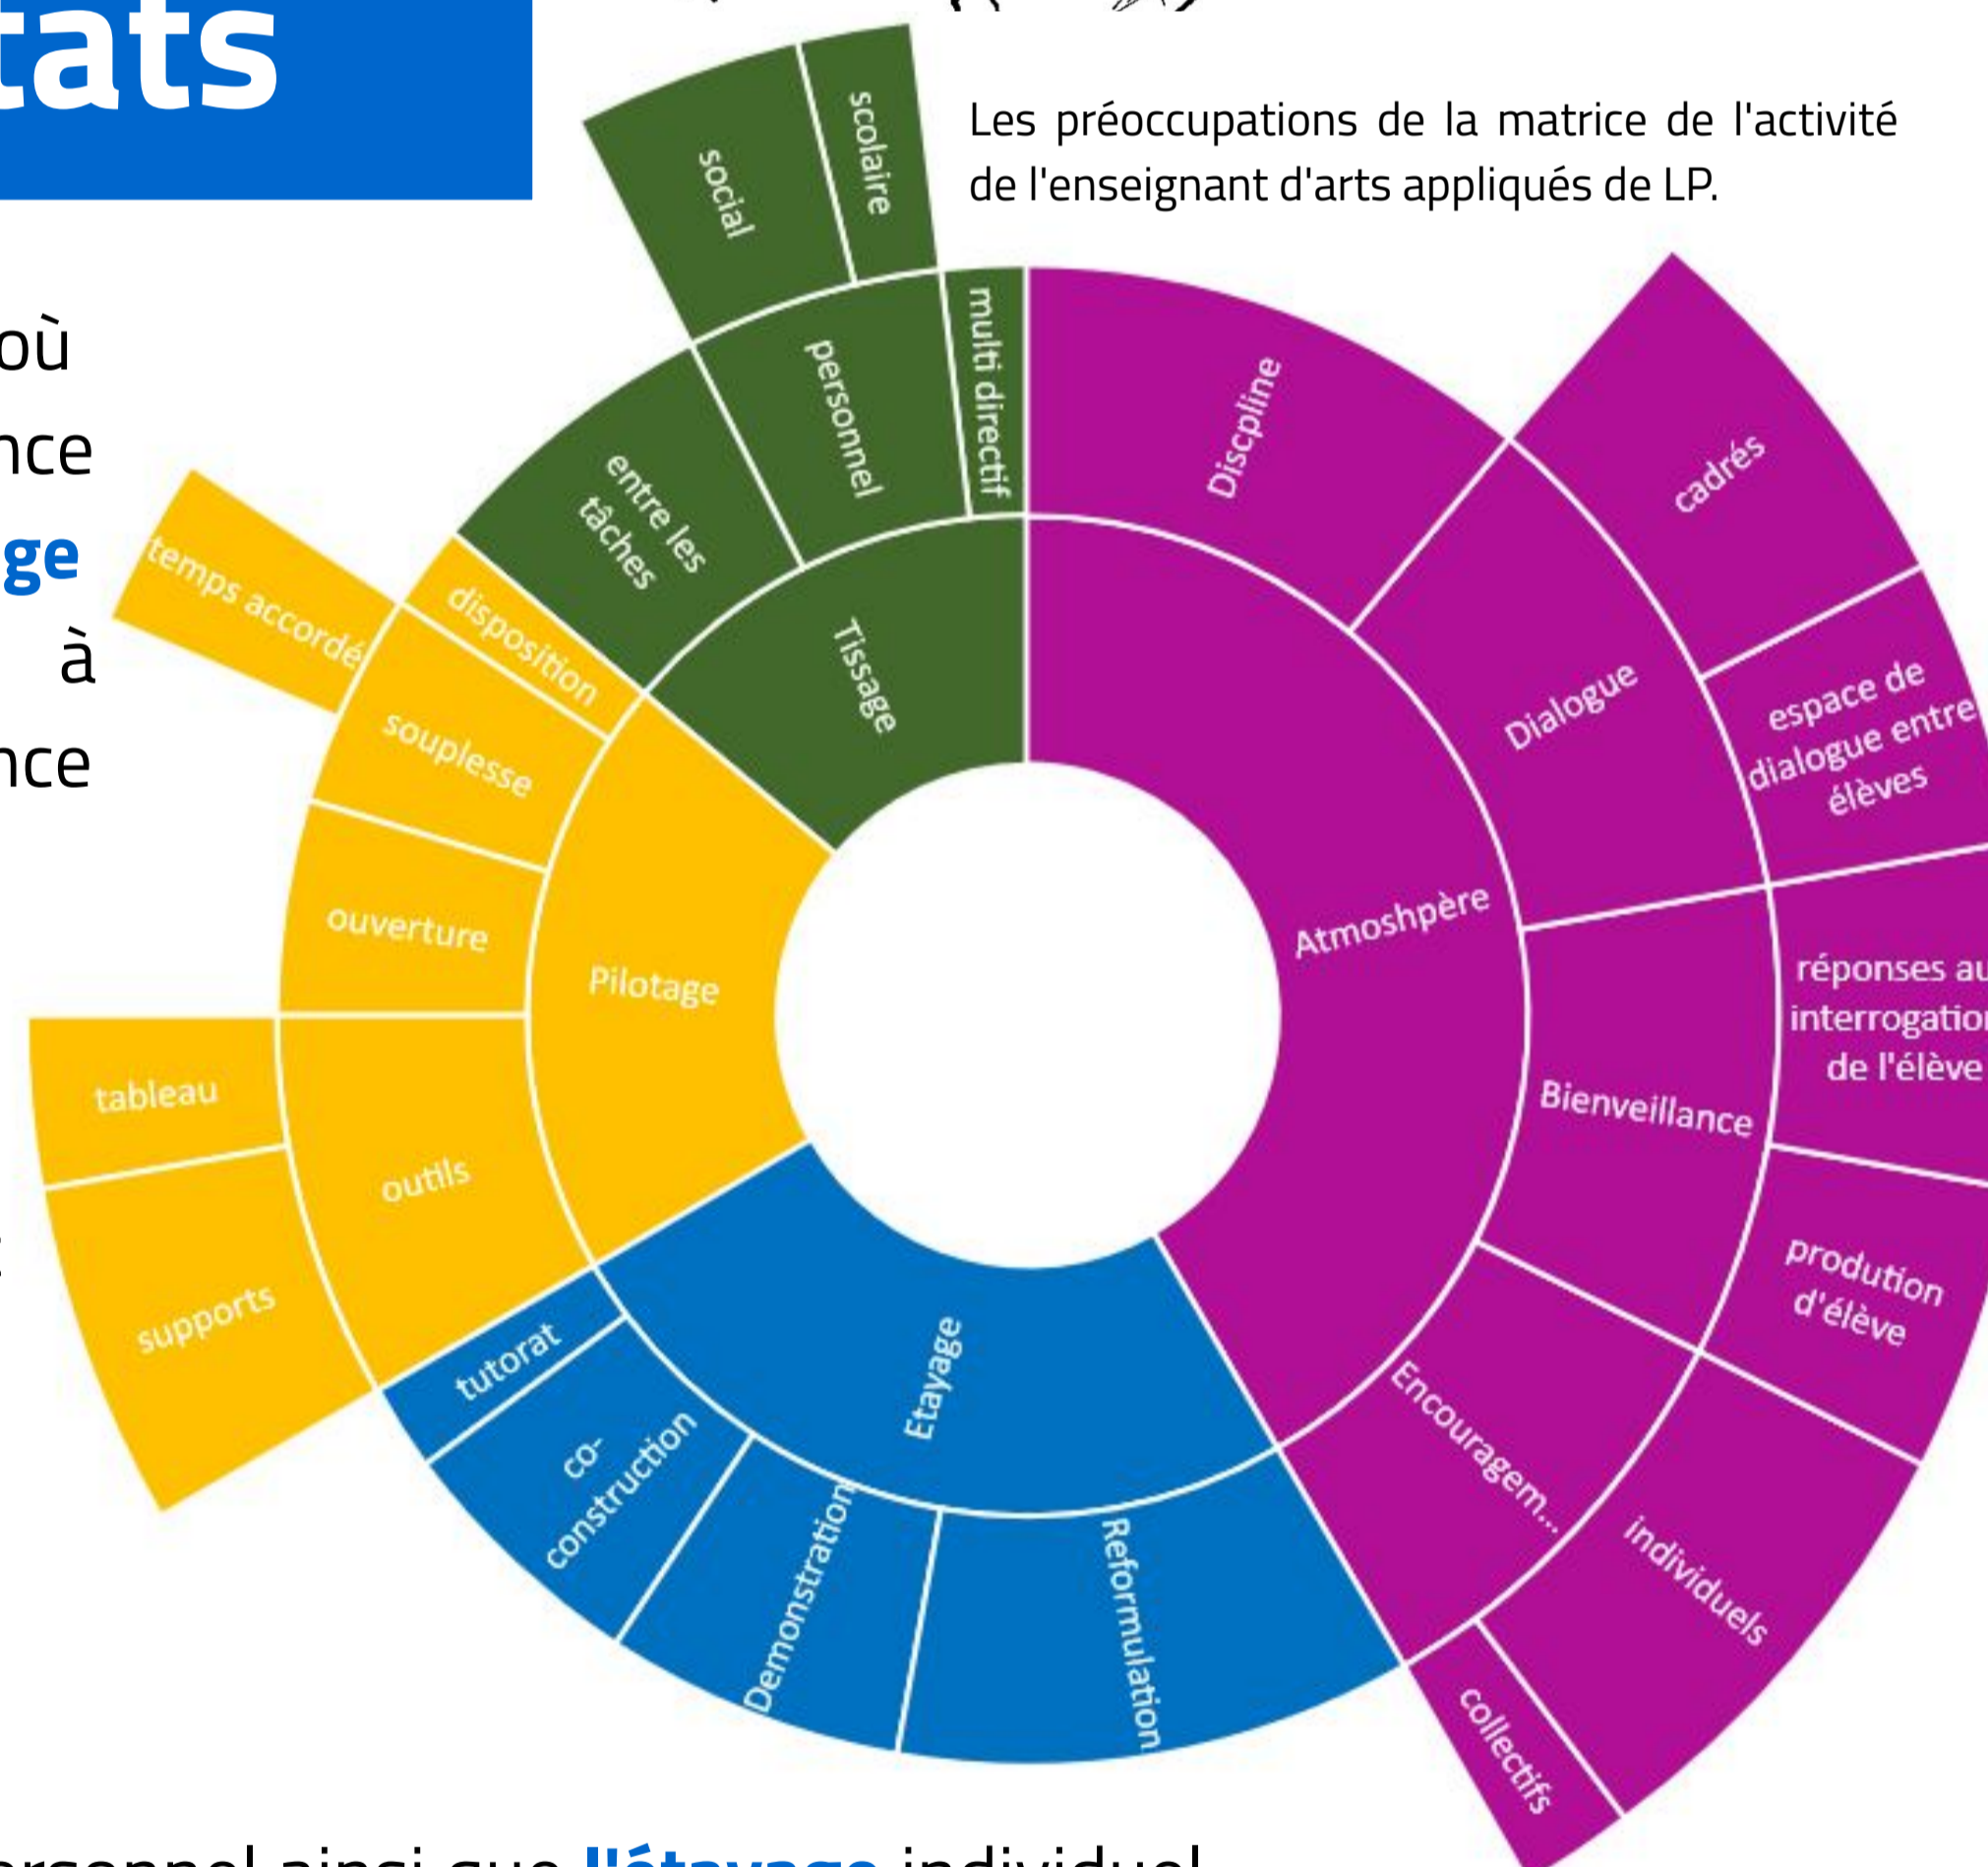 tats
Les préoccupations de la matrice de l'activité
de l'enseignant d'arts appliqués de LP.
où
nce
ge
à
nce
social
scolaire
personnel
multi directif
entre les
tâches
Tissage
Discpline
Dialogue
cadrés
espace de
dialogue entre
élèves
Atmoshpère
Bienveillance
réponses au
interrogation
de l'élève
prodution
d'élève
Encouragem...
individuels
collectifs
temps accordé
disposition
souplesse
ouverture
Pilotage
tableau
outils
supports
Etayage
tutorat
co-
construction
Demonstration
Reformulation
ersonnel ainsi que l'étayage individuel